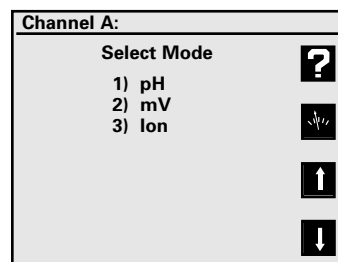 Channel A:
Select Mode
1) pH
2) mV
3) Ion
?